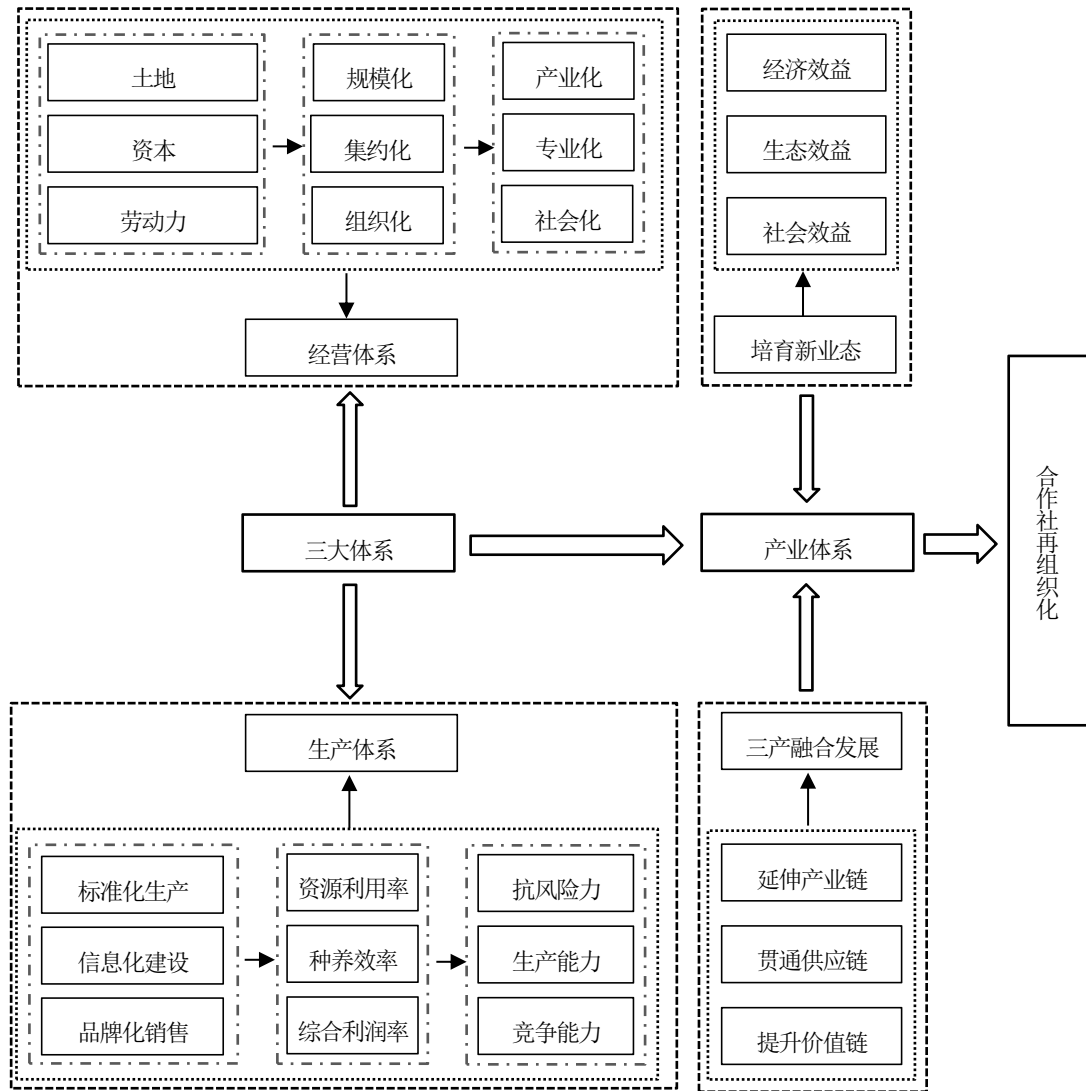 土地
资本
劳动力
规模化
集约化
组织化
产业化
专业化
社会化
经营体系
经济效益
生态效益
社会效益
培育新业态
三大体系
产业体系
合作社再组织化
生产体系
标准化生产
信息化建设
品牌化销售
资源利用率
种养效率
综合利润率
抗风险力
生产能力
竞争能力
三产融合发展
延伸产业链
贯通供应链
提升价值链